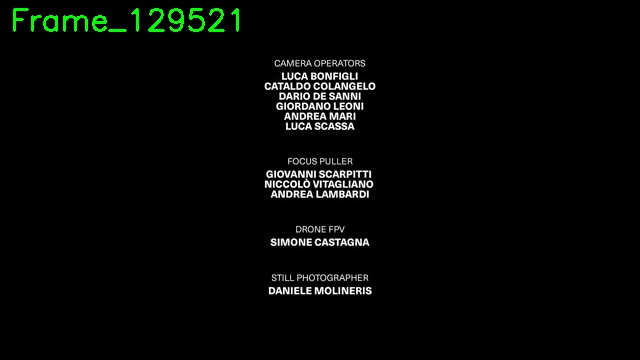 Frame_129521
CAMERA OPERATORS
LUCA BONFIGLI
CATALDO COLANGELO
DARIO DE SANNI
GIORDANO LEONI
ANDREA MARI
LUCA SCASSA
FOCUS PULLER
GIOVANNI SCARPITTI
NICCOLÒ VITAGLIANO
ANDREA LAMBARDI
DRONE FPV
SIMONE CASTAGNA
STILL PHOTOGRAPHER
DANIELE MOLINERIS